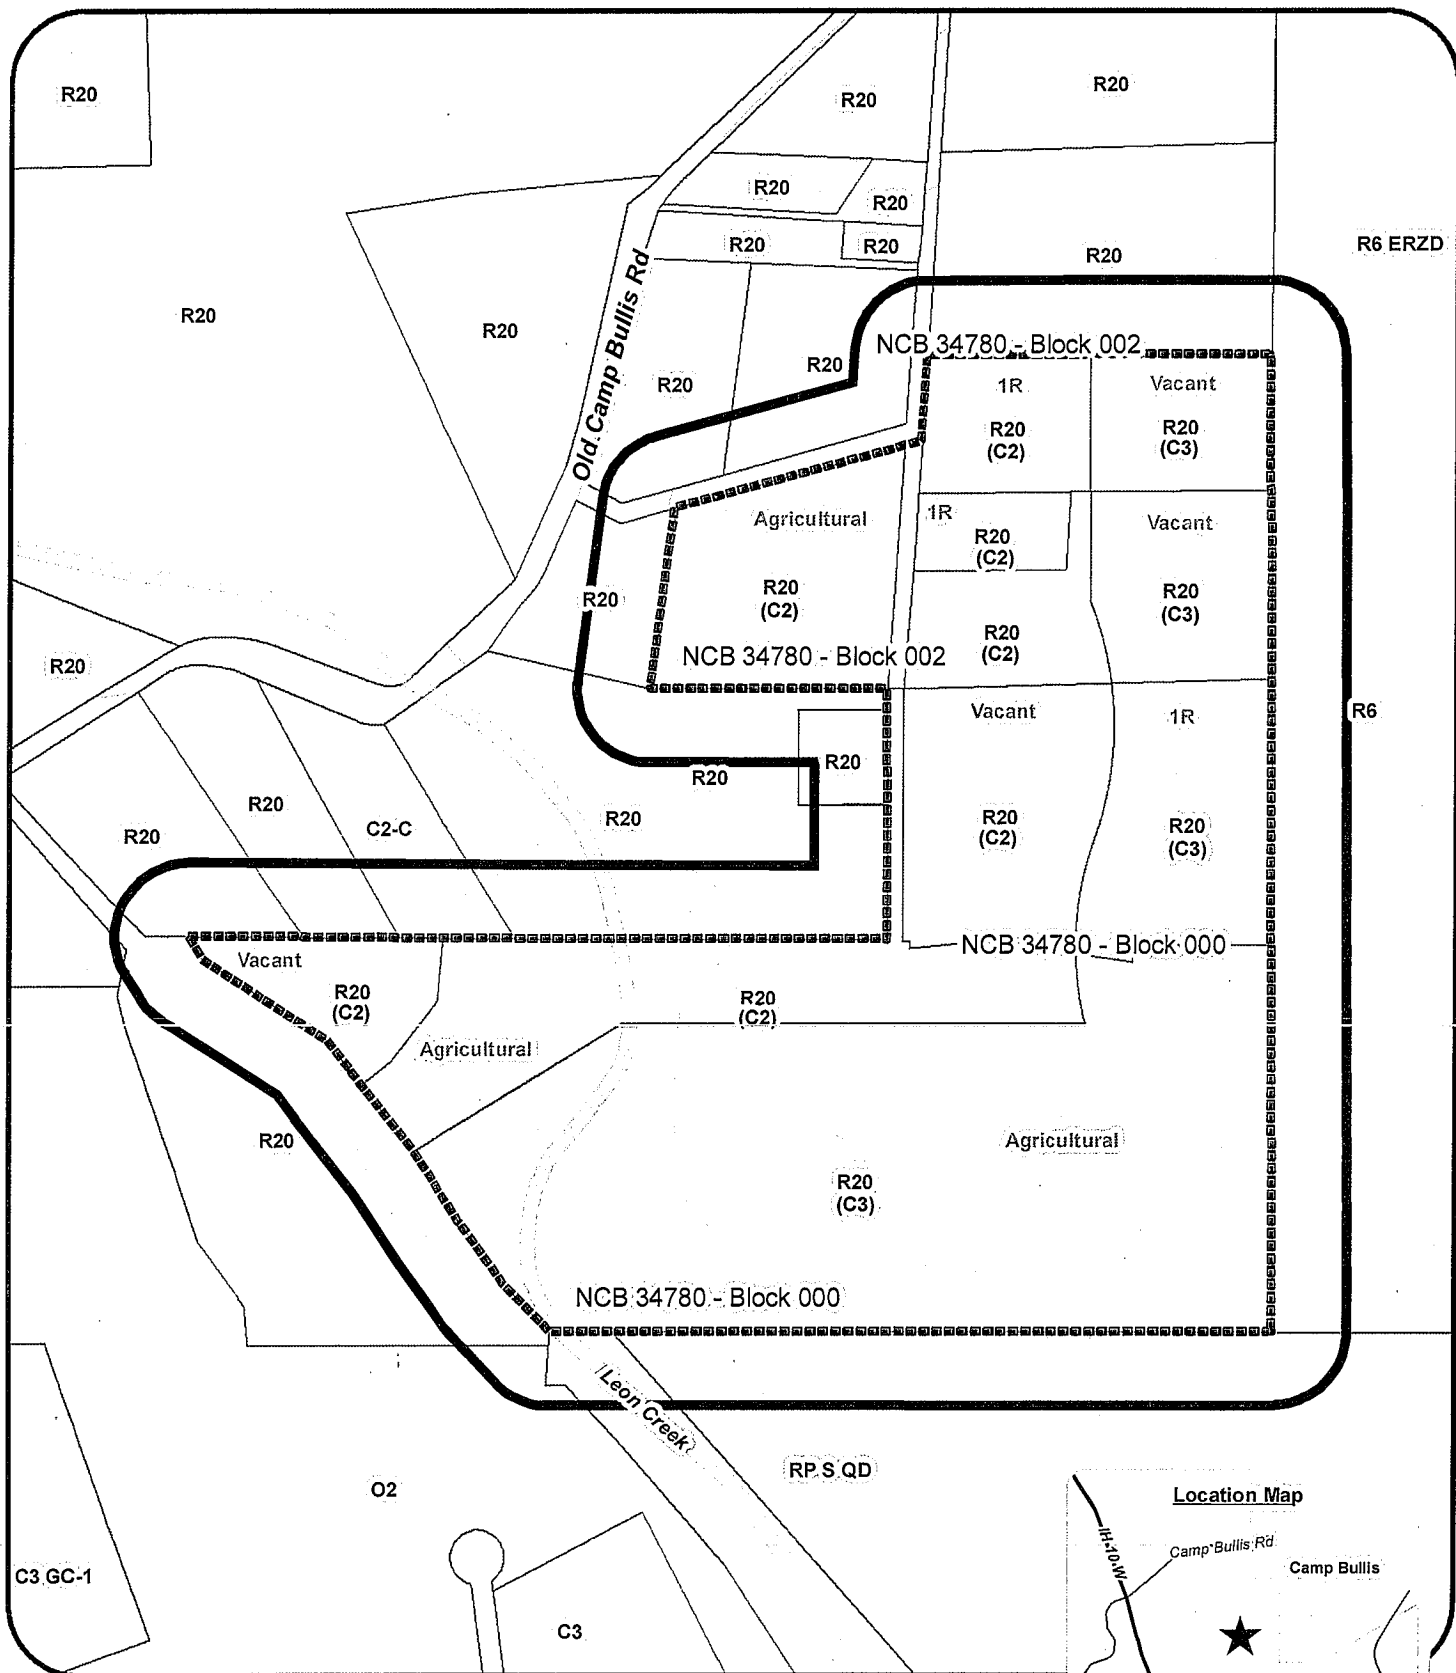 R20
R20
R20
R20
R20
R20
R20
R20
R6 ERZD
R20
R20
Old Camp Bullis Rd
NCB 34780 - Block 002
R20
R20
1R
Vacant
R20
(C2)
R20
(C3)
Agricultural
1R
Vacant
R20
(C2)
R20
R20
(C2)
R20
(C3)
R20
(C2)
NCB 34780 - Block 002
R20
Vacant
1R
R6
R20
R20
R20
R20
R20
C2-C
R20
(C2)
R20
(C3)
R20
NCB 34780 - Block 000
Vacant
R20
(C2)
R20
(C2)
Agricultural
R20
Agricultural
R20
(C3)
NCB 34780 - Block 000
Leon Creek
RP S QD
O2
Location Map
IH-10 W
Camp Bullis Rd
Camp Bullis
C3 GC-1
C3